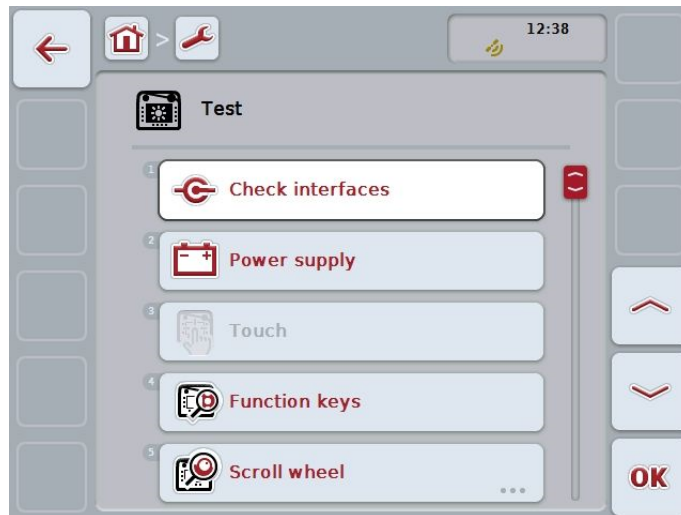 12:38
>
Test
1
Check interfaces
2
Power supply
3
Touch
4
Function keys
5
Scroll wheel
...
OK